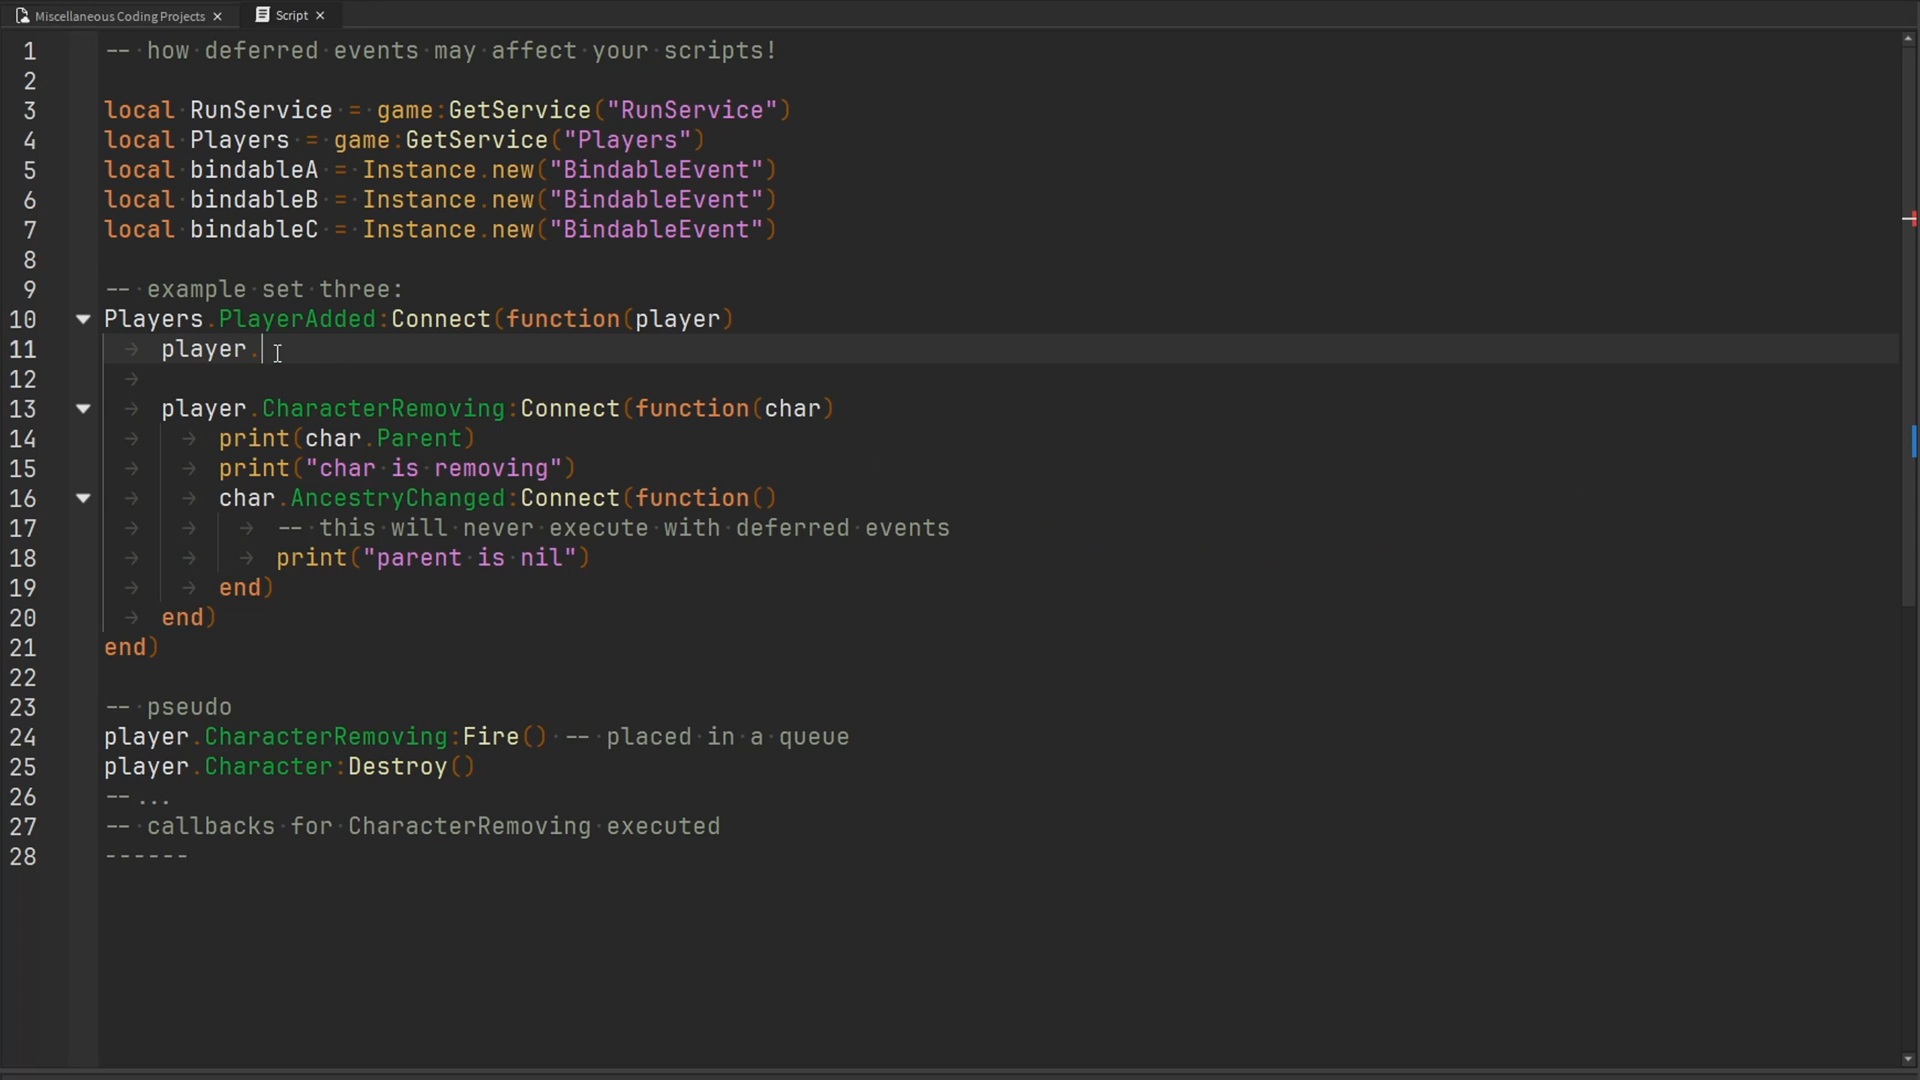 Miscellaneous Coding Projects × Script ×
1 -- how deferred events may affect your scripts!
2
3 local RunService = game:GetService("RunService")
4 local Players = game:GetService("Players")
5 local bindableA = Instance.new("BindableEvent")
6 local bindableB = Instance.new("BindableEvent")
7 local bindableC = Instance.new("BindableEvent")
8
9 -- example set three:
10 Players.PlayerAdded:Connect(function(player)
11 player.
12
13 player.CharacterRemoving:Connect(function(char)
14 print(char.Parent)
15 print("char is removing")
16 char.AncestryChanged:Connect(function()
17 -- this will never execute with deferred events
18 print("parent is nil")
19 end)
20 end)
21 end)
22
23 -- pseudo
24 player.CharacterRemoving:Fire() -- placed in a queue
25 player.Character:Destroy()
26 -- ...
27 -- callbacks for CharacterRemoving executed
28 ------